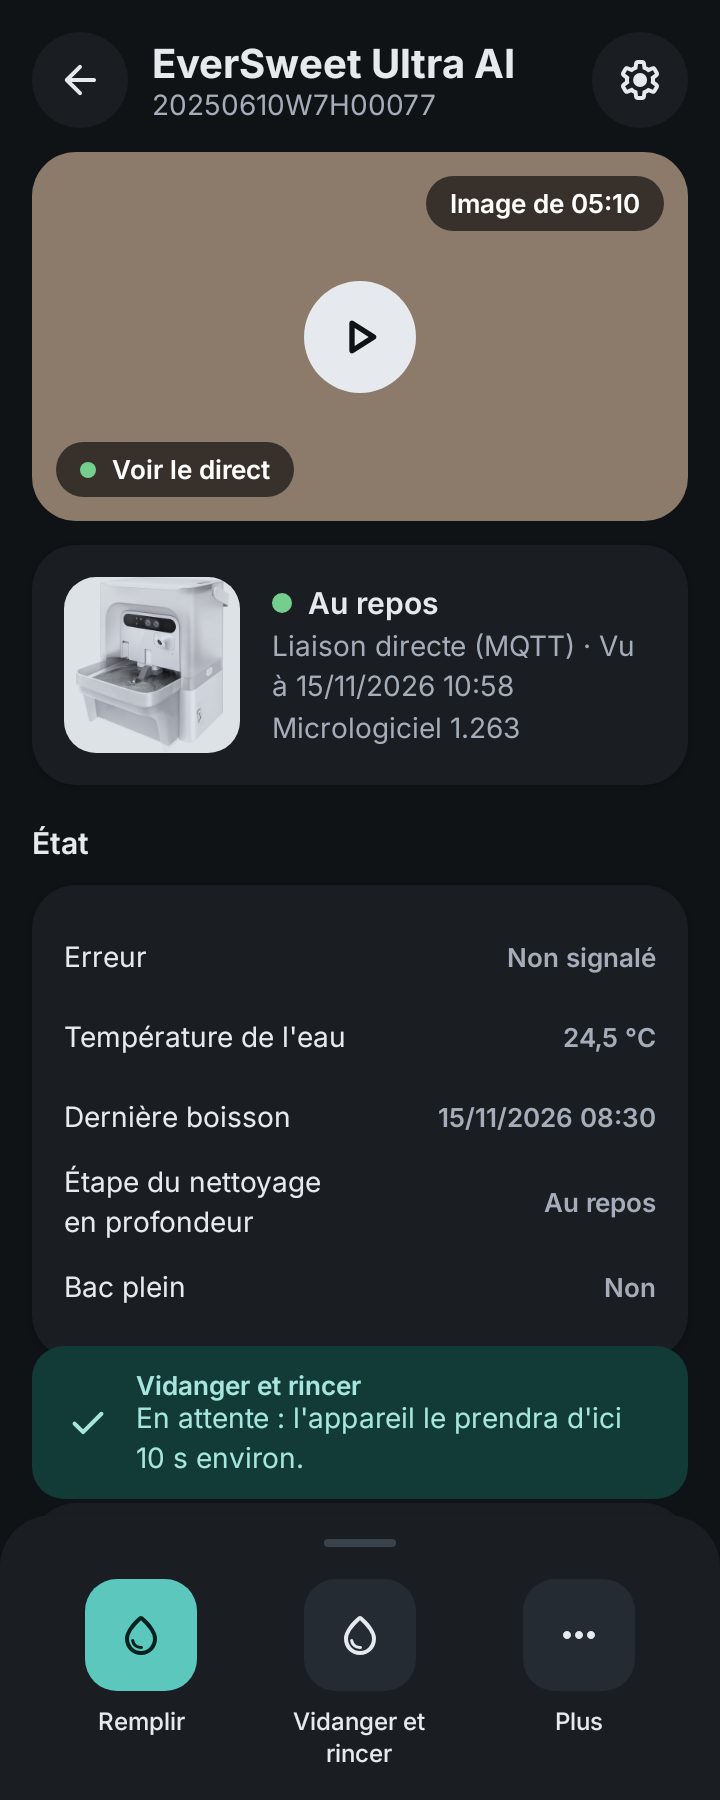 EverSweet Ultra AI
20250610W7H00077
Image de 05:10
Voir le direct
Au repos
Liaison directe (MQTT) · Vu
à 15/11/2026 10:58
Micrologiciel 1.263
État
Erreur
Non signalé
Température de l'eau
24,5 °C
Dernière boisson
15/11/2026 08:30
Étape du nettoyage
en profondeur
Au repos
Bac plein
Non
Vidanger et rincer
En attente : l'appareil le prendra d'ici
10 s environ.
Remplir
Vidanger et
rincer
Plus